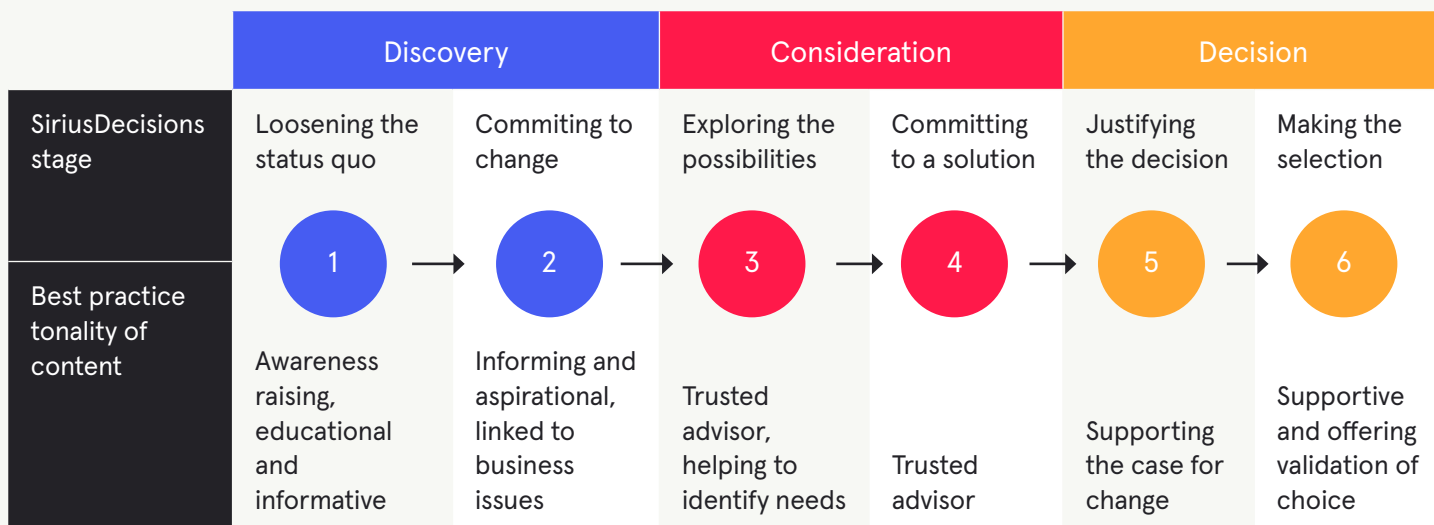 Discovery
Consideration
Decision
SiriusDecisions
stage
Loosening the
status quo
Commiting to
change
Exploring the
possibilities
Committing
to a solution
Justifying
the decision
Making the
selection
1
2
3
4
5
6
Best practice
tonality of
content
Awareness
raising,
educational
and
informative
Informing and
aspirational,
linked to
business
issues
Trusted
advisor,
helping to
identify needs
Trusted
advisor
Supporting
the case for
change
Supportive
and offering
validation of
choice